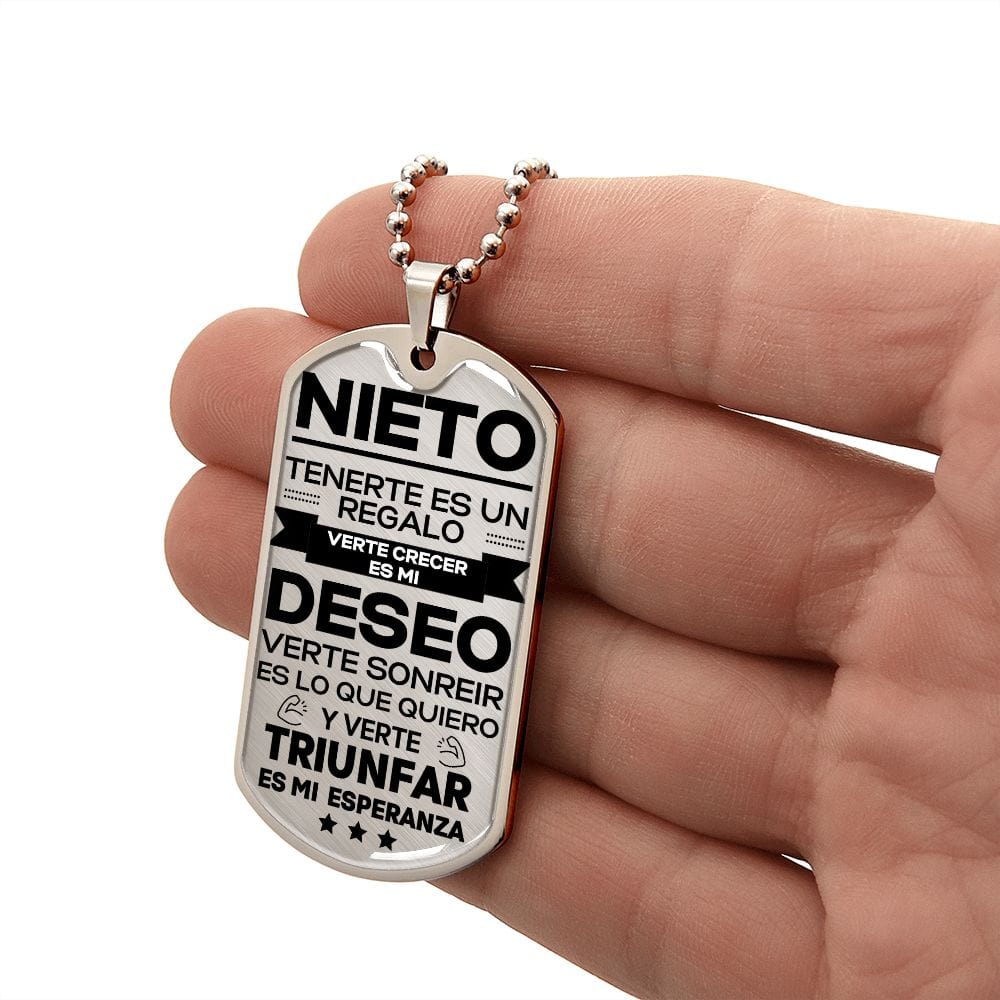 NIETO
TENERTE ES UN
REGALO
VERTE CRECER
ES MI
DESEO
VERTE SONREIR
ES LO QUE QUIERO
Y VERTE
TRIUNFAR
ES MI ESPERANZA